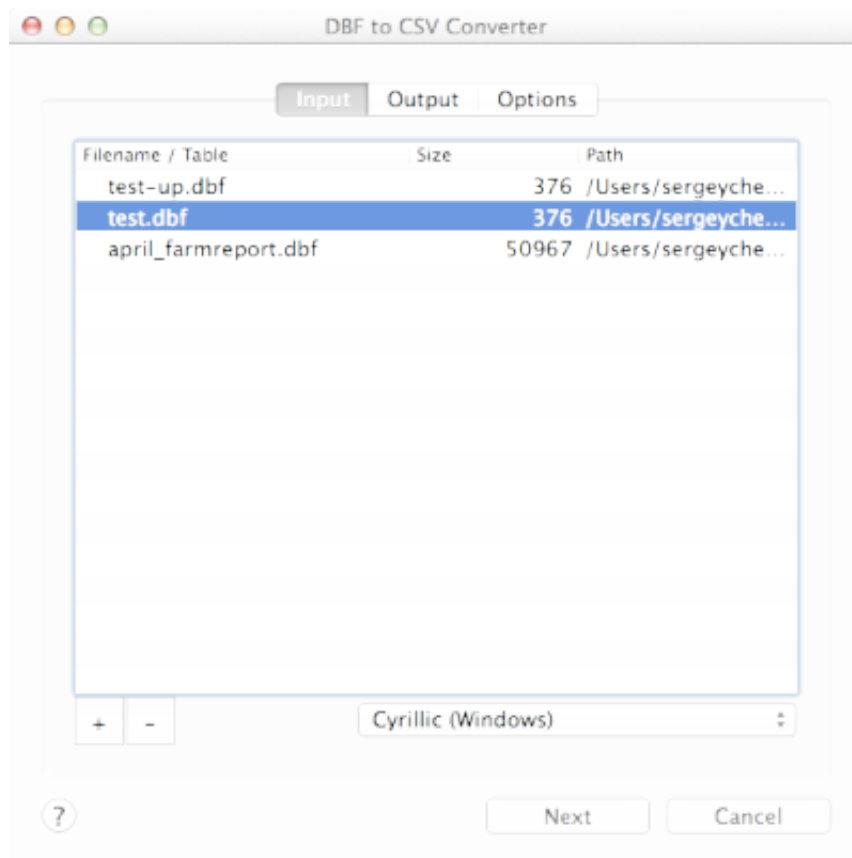 DBF to CSV Converter
Input Output Options
Filename / Table Size Path
test-up.dbf 376 /Users/sergeyche...
test.dbf 376 /Users/sergeyche...
april_farmreport.dbf 50967 /Users/sergeyche...
+ - Cyrillic (Windows)
? Next Cancel